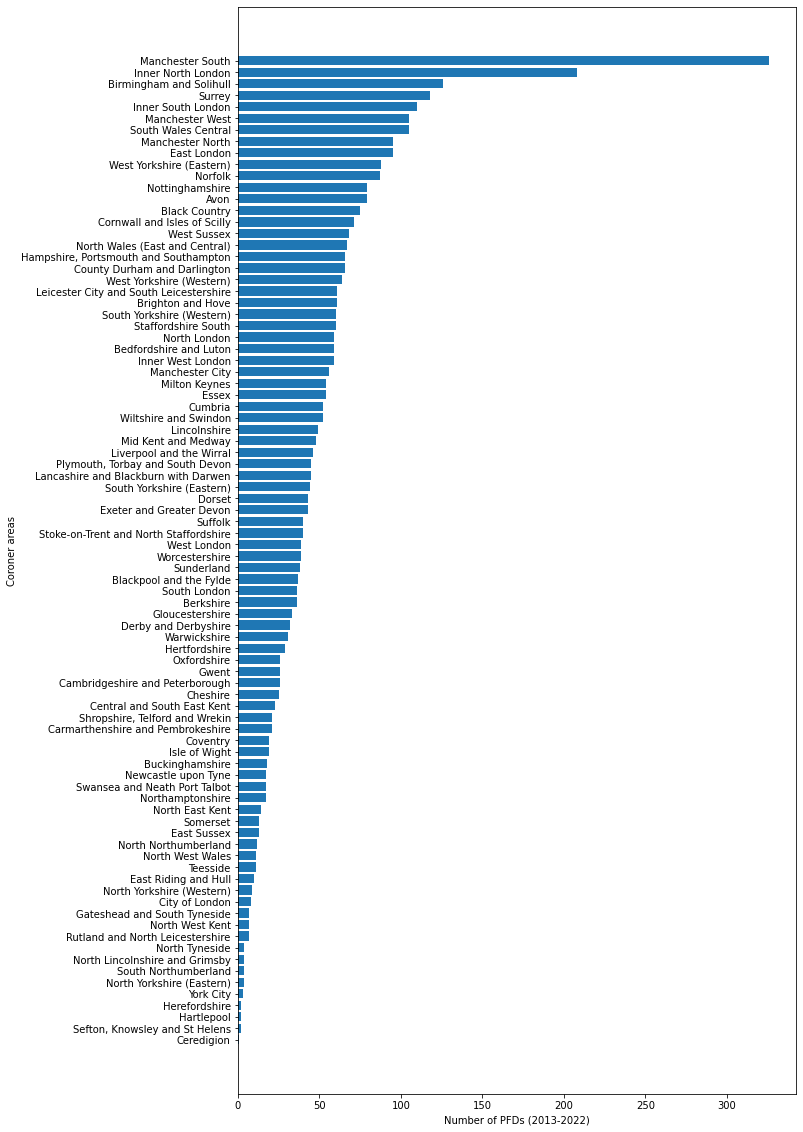 Manchester South
Inner North London
Birmingham and Solihull
Surrey
Inner South London
Manchester West
South Wales Central
Manchester North
East London
West Yorkshire (Eastern)
Norfolk
Nottinghamshire
Avon
Black Country
Cornwall and Isles of Scilly
West Sussex
North Wales (East and Central)
Hampshire, Portsmouth and Southampton
County Durham and Darlington
West Yorkshire (Western)
Leicester City and South Leicestershire
Brighton and Hove
South Yorkshire (Western)
Staffordshire South
North London
Bedfordshire and Luton
Inner West London
Manchester City
Milton Keynes
Essex
Cumbria
Wiltshire and Swindon
Lincolnshire
Mid Kent and Medway
Liverpool and the Wirral
Plymouth, Torbay and South Devon
Lancashire and Blackburn with Darwen
South Yorkshire (Eastern)
Dorset
Exeter and Greater Devon
Suffolk
Stoke-on-Trent and North Staffordshire
West London
Worcestershire
Sunderland
Blackpool and the Fylde
South London
Berkshire
Gloucestershire
Derby and Derbyshire
Warwickshire
Hertfordshire
Oxfordshire
Gwent
Cambridgeshire and Peterborough
Cheshire
Central and South East Kent
Shropshire, Telford and Wrekin
Carmarthenshire and Pembrokeshire
Coventry
Isle of Wight
Buckinghamshire
Newcastle upon Tyne
Swansea and Neath Port Talbot
Northamptonshire
North East Kent
Somerset
East Sussex
North Northumberland
North West Wales
Teesside
East Riding and Hull
North Yorkshire (Western)
City of London
Gateshead and South Tyneside
North West Kent
Rutland and North Leicestershire
North Tyneside
North Lincolnshire and Grimsby
South Northumberland
North Yorkshire (Eastern)
York City
Herefordshire
Hartlepool
Sefton, Knowsley and St Helens
Ceredigion
Coroner areas
0 50 100 150 200 250 300
Number of PFDs (2013-2022)